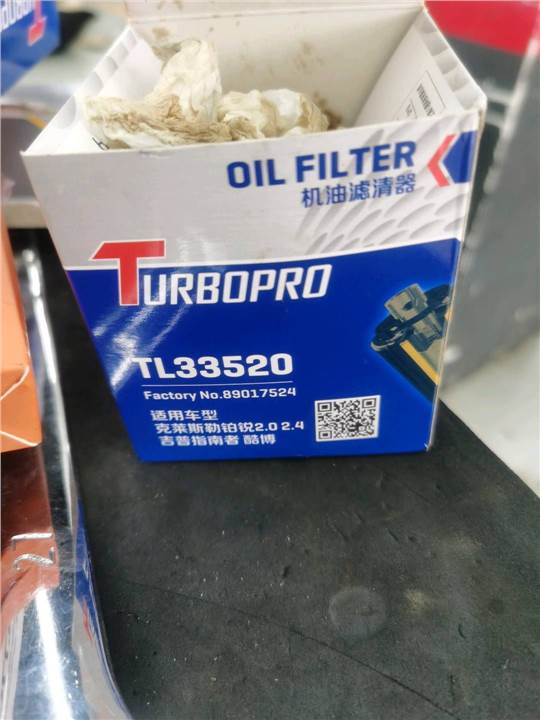 OIL FILTER
机油滤清器
TURBOPRO
TL33520
Factory No.89017524
适用车型
克莱斯勒铂锐2.0 2.4
吉普指南者 酷博